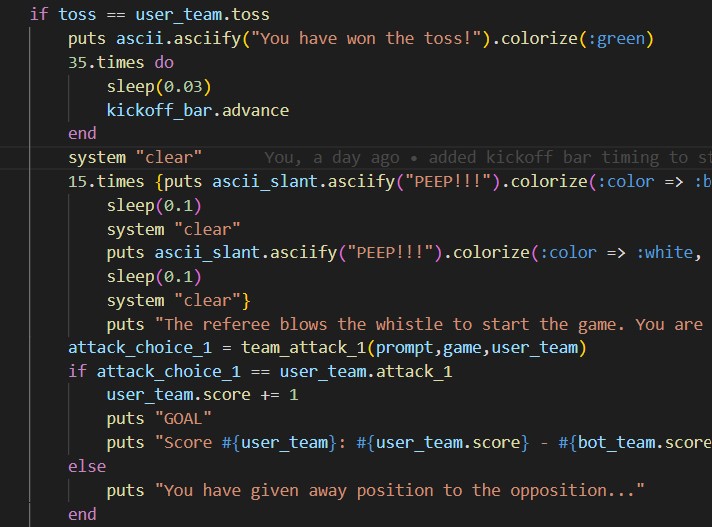 if toss == user_team.toss
puts ascii.asciify("You have won the toss!").colorize(:green)
35.times do
sleep(0.03)
kickoff_bar.advance
end
system "clear" You, a day ago • added kickoff bar timing to st
15.times {puts ascii_slant.asciify("PEEP!!!").colorize(:color => :b
sleep(0.1)
system "clear"
puts ascii_slant.asciify("PEEP!!!").colorize(:color => :white,
sleep(0.1)
system "clear"}
puts "The referee blows the whistle to start the game. You are
attack_choice_1 = team_attack_1(prompt,game,user_team)
if attack_choice_1 == user_team.attack_1
user_team.score += 1
puts "GOAL"
puts "Score #{user_team}: #{user_team.score} - #{bot_team.score
else
puts "You have given away position to the opposition..."
end